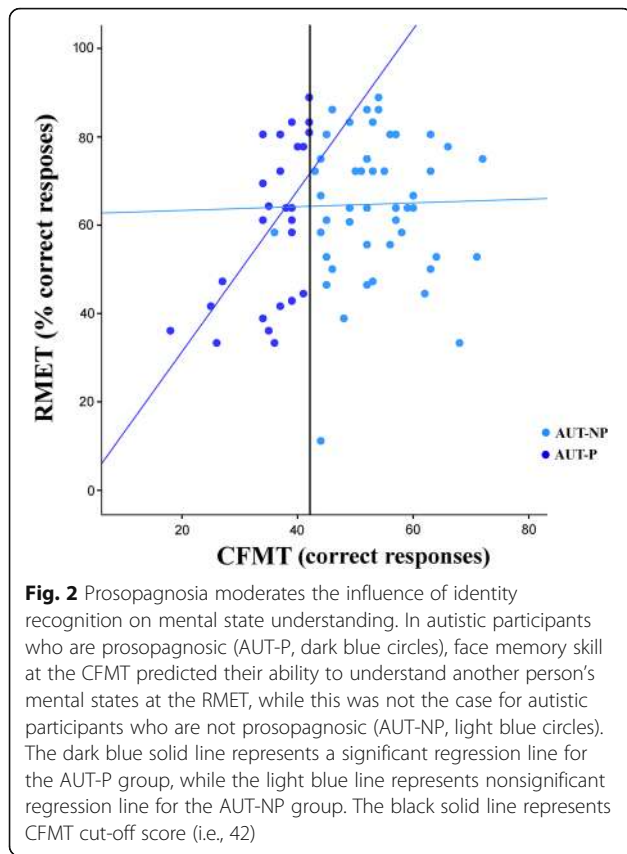 100
80
60
40
20
0
RMET (% correct resposes)
20
40
60
80
CFMT (correct responses)
AUT-NP
AUT-P
Fig. 2 Prosopagnosia moderates the influence of identity
recognition on mental state understanding. In autistic participants
who are prosopagnosic (AUT-P, dark blue circles), face memory skill
at the CFMT predicted their ability to understand another person's
mental states at the RMET, while this was not the case for autistic
participants who are not prosopagnosic (AUT-NP, light blue circles).
The dark blue solid line represents a significant regression line for
the AUT-P group, while the light blue line represents nonsignificant
regression line for the AUT-NP group. The black solid line represents
CFMT cut-off score (i.e., 42)